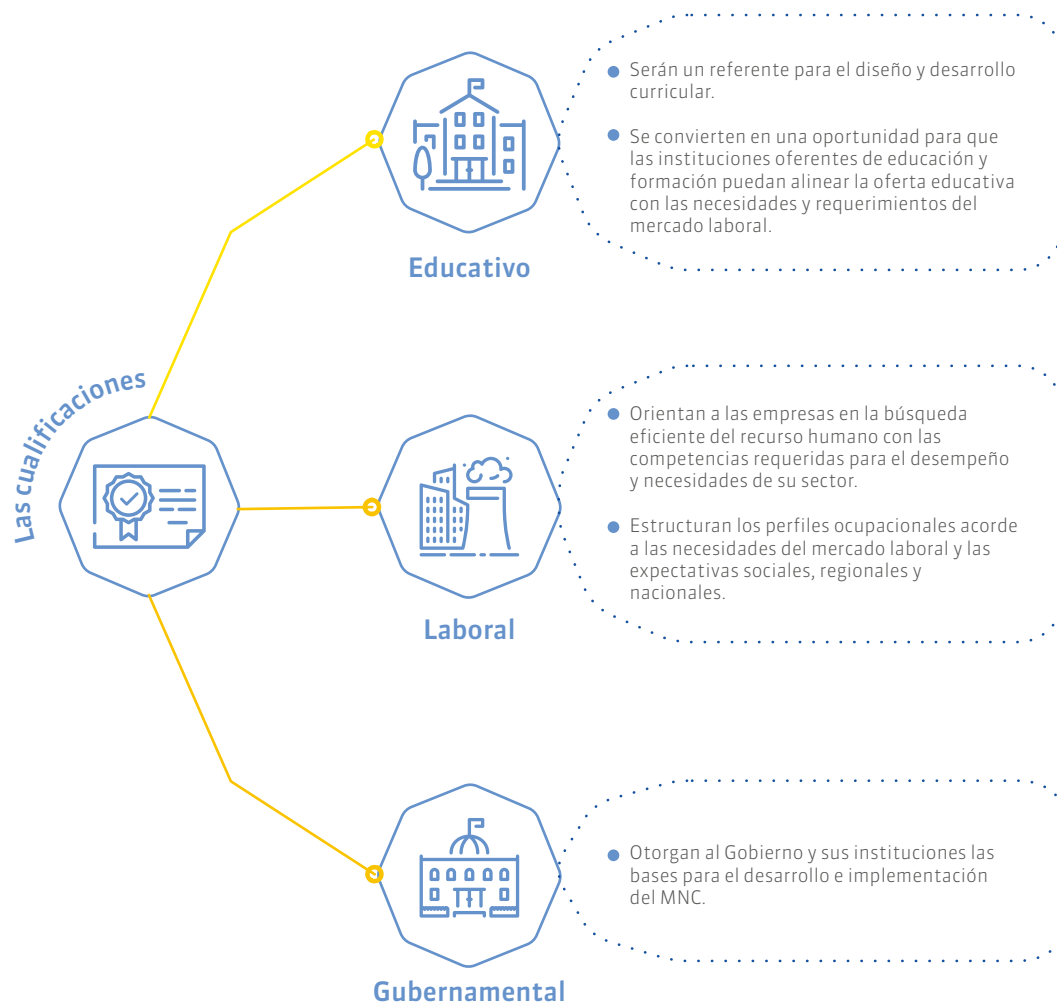 Las cualificaciones
Educativo
Serán un referente para el diseño y desarrollo
curricular.
Se convierten en una oportunidad para que
las instituciones oferentes de educación y
formación puedan alinear la oferta educativa
con las necesidades y requerimientos del
mercado laboral.
Laboral
Orientan a las empresas en la búsqueda
eficiente del recurso humano con las
competencias requeridas para el desempeño
y necesidades de su sector.
Estructuran los perfiles ocupacionales acorde
a las necesidades del mercado laboral y las
expectativas sociales, regionales y
nacionales.
Gubernamental
Otorgan al Gobierno y sus instituciones las
bases para el desarrollo e implementación
del MNC.